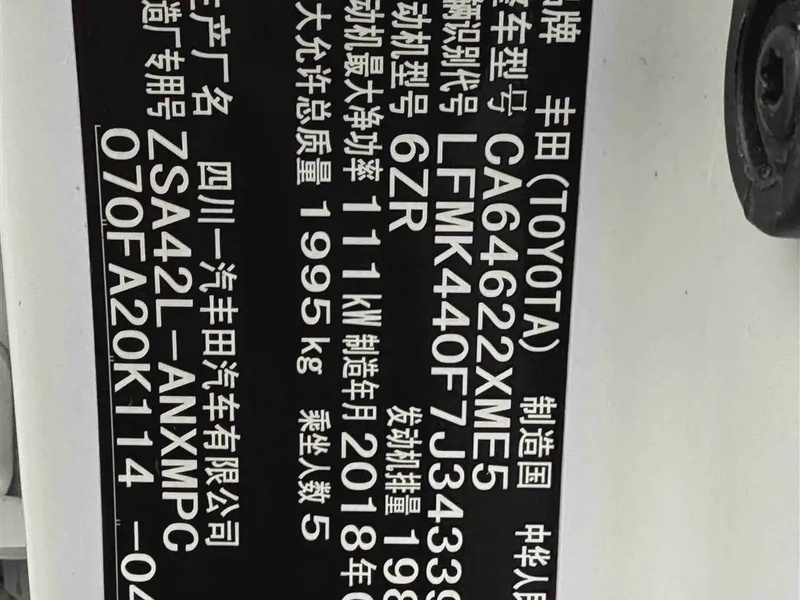 品牌 丰田(TOYOTA) 制造国 中华人民
整车型号 CA64622XME5
车辆识别代号 LFMK440F7J34339
发动机型号 6ZR 发动机排量 198
发动机最大净功率 111kW 制造年月 2018年0
最大允许总质量 1995kg 乘坐人数 5
生产厂名 四川一汽丰田汽车有限公司
制造厂专用号 ZSA42L-ANXMPC
070FA20K114 -04